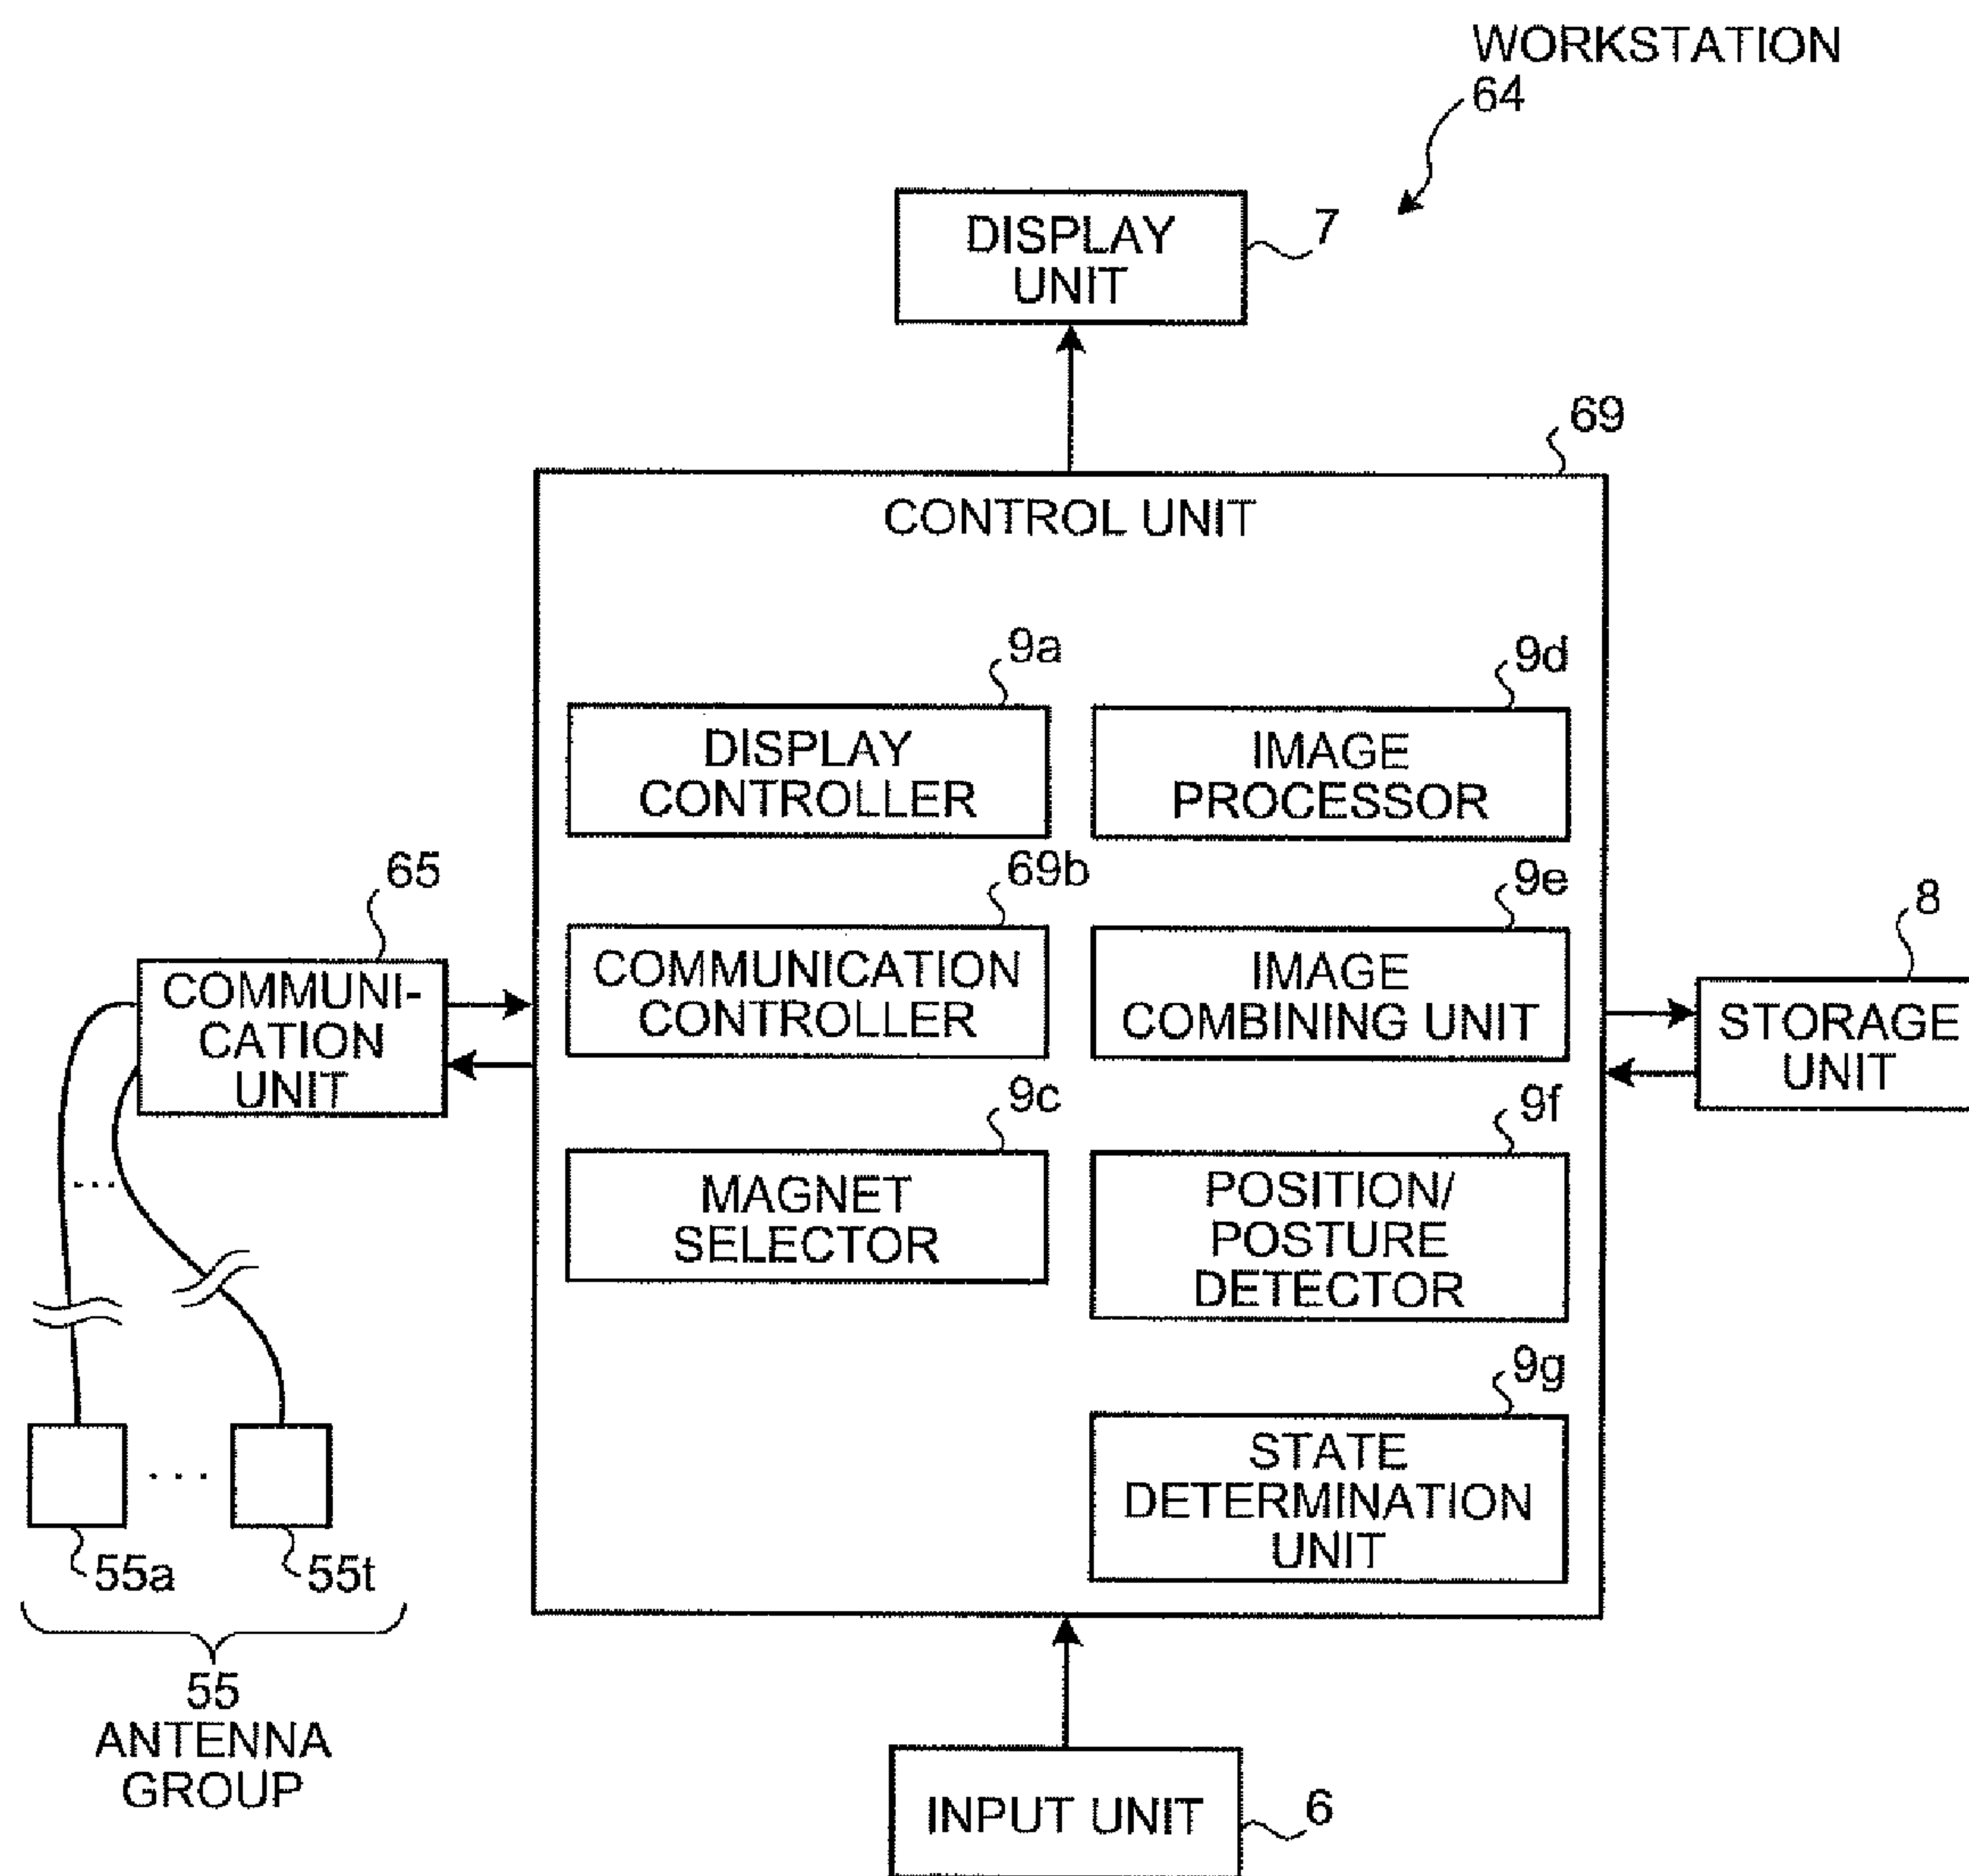 WORKSTATION
64
DISPLAY
UNIT
7
69
CONTROL UNIT
9a
DISPLAY
CONTROLLER
9d
IMAGE
PROCESSOR
65
COMMUNI-
CATION
UNIT
69b
COMMUNICATION
CONTROLLER
9e
IMAGE
COMBINING UNIT
8
STORAGE
UNIT
9c
MAGNET
SELECTOR
9f
POSITION/
POSTURE
DETECTOR
...
9g
STATE
DETERMINATION
UNIT
...
55a
55t
55
ANTENNA
GROUP
INPUT UNIT
6